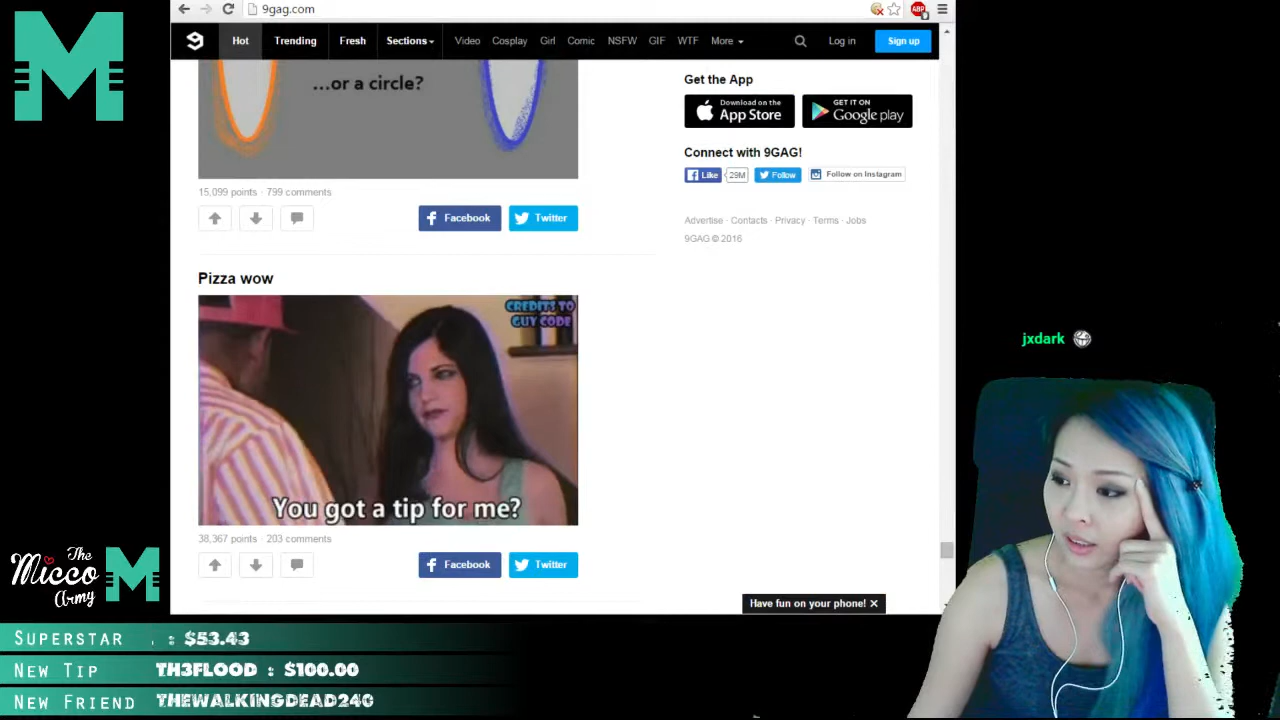 M
9gag.com
ABP
9
Hot
Trending
Fresh
Sections
Video
Cosplay
Girl
Comic
NSFW
GIF
WTF
More
Log in
Sign up
...or a circle?
15,099 points · 799 comments
Facebook
Twitter
Pizza wow
CREDITS TO
GUY CODE
You got a tip for me?
38,367 points · 203 comments
Facebook
Twitter
Get the App
Download on the
App Store
GET IT ON
Google play
Connect with 9GAG!
Like
29M
Follow
Follow on Instagram
Advertise · Contacts · Privacy · Terms · Jobs
9GAG © 2016
Have fun on your phone! ×
jxdark
The
Micco
Army
M
SUPERSTAR . : $53.43
NEW TIP TH3FLOOD : $100.00
NEW FRIEND THEWALKINGDEAD240